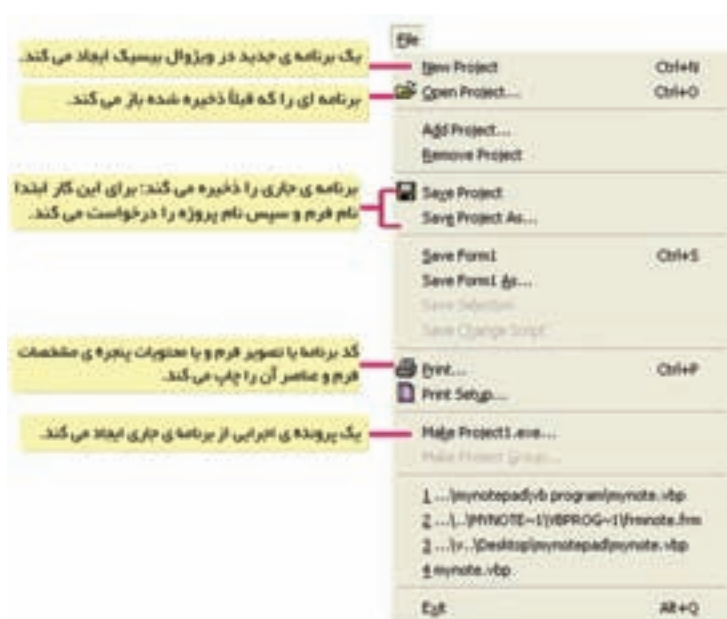 File
یک برنامه ی جدید در ویژوال بیسیک ایجاد می کند.
New Project Ctrl+N
برنامه ای را که قبلاً ذخیره شده باز می کند.
Open Project... Ctrl+O
Add Project...
Remove Project
برنامه ی جاری را ذخیره می کند؛ برای این کار ابتدا
نام فرم و سپس نام پروژه را درخواست می کند.
Save Project
Save Project As...
Save Form1 Ctrl+S
Save Form1 As...
Save Selection
Save Change Script
کد برنامه یا تصویر فرم و یا محتویات پنجره ی مشخصات
فرم و عناصر آن را چاپ می کند.
Print... Ctrl+P
Print Setup...
یک پرونده ی اجرایی از برنامه ی جاری ایجاد می کند.
Make Project1.exe...
Make Project Group...
1 ...\mynotepad\vb program\mynote.vbp
2 ...\..\MYNOTE~1\VBPROG~1\frmnote.frm
3 ...\v..\Desktop\mynotepad\mynote.vbp
4 mynote.vbp
Exit Alt+Q